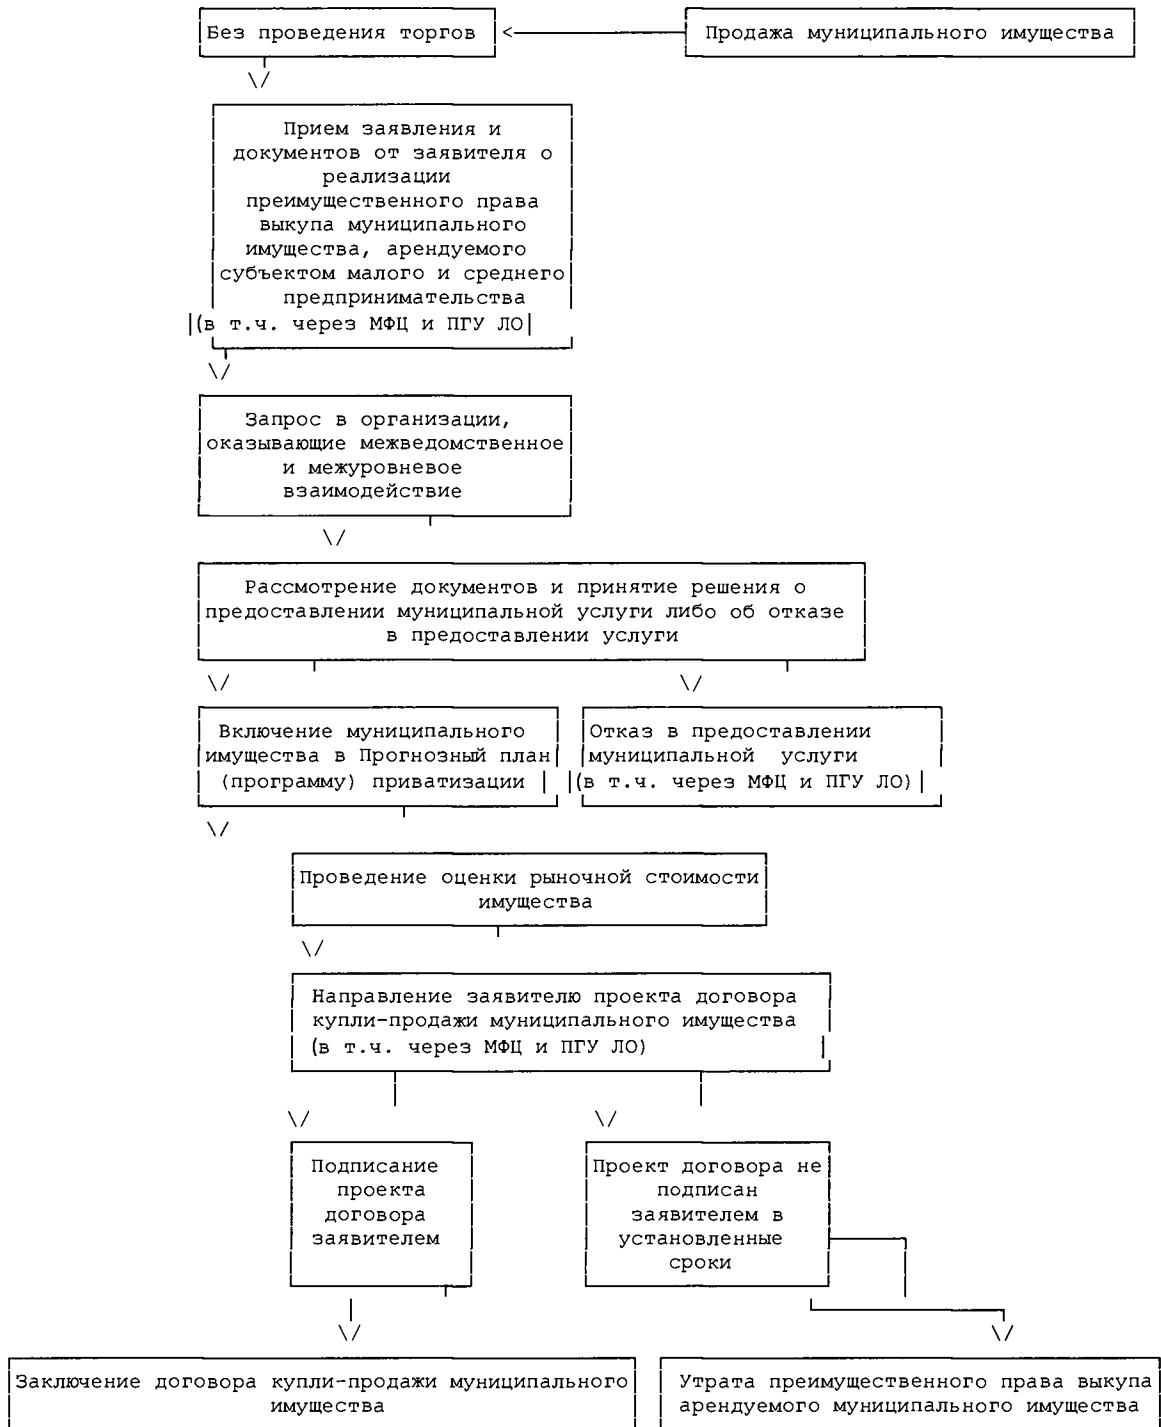 Без проведения торгов
Продажа муниципального имущества
Прием заявления и
документов от заявителя о
реализации
преимущественного права
выкупа муниципального
имущества, арендуемого
субъектом малого и среднего
предпринимательства
(в т.ч. через МФЦ и ПГУ ЛО
Запрос в организации,
оказывающие межведомственное
и межуровневое
взаимодействие
Рассмотрение документов и принятие решения о
предоставлении муниципальной услуги либо об отказе
в предоставлении услуги
Включение муниципального
имущества в Прогнозный план
(программу) приватизации
Отказ в предоставлении
муниципальной услуги
(в т.ч. через МФЦ и ПГУ ЛО)
Проведение оценки рыночной стоимости
имущества
Направление заявителю проекта договора
купли-продажи муниципального имущества
(в т.ч. через МФЦ и ПГУ ЛО)
Подписание
проекта
договора
заявителем
Проект договора не
подписан
заявителем в
установленные
сроки
Заключение договора купли-продажи муниципального
имущества
Утрата преимущественного права выкупа
арендуемого муниципального имущества